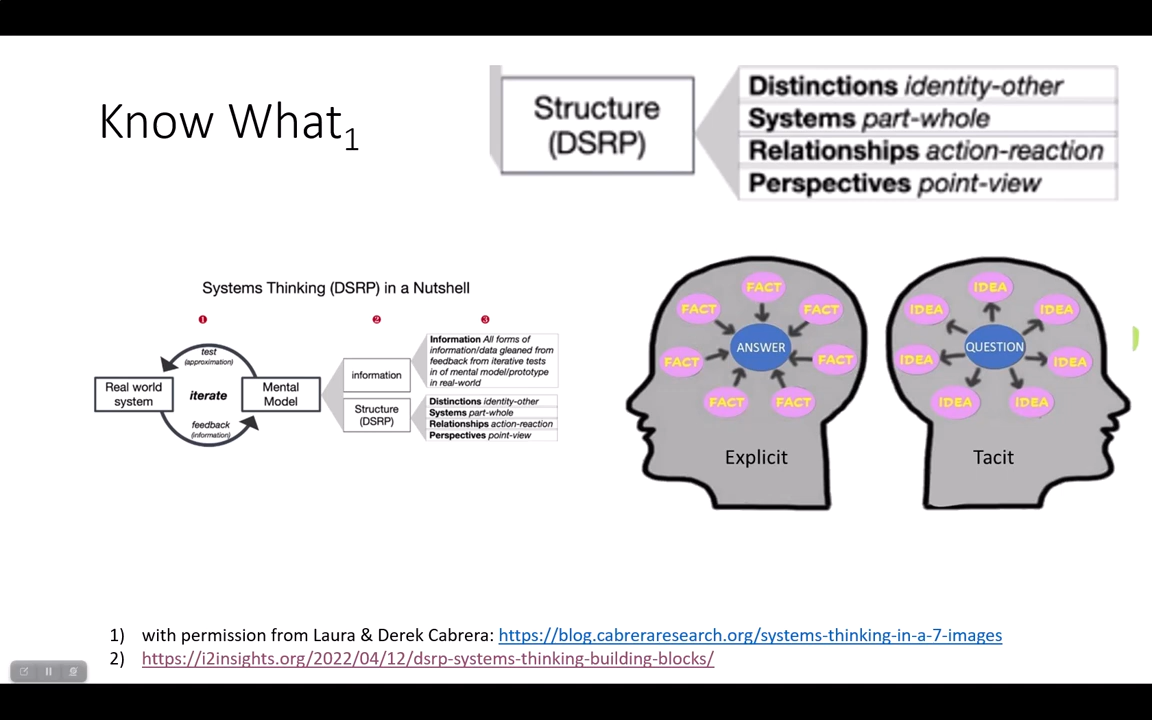 Know What1
Structure
(DSRP)
Distinctions identity-other
Systems part-whole
Relationships action-reaction
Perspectives point-view
Systems Thinking (DSRP) in a Nutshell
1
2
3
Real world
system
test
(approximation)
iterate
feedback
(information)
Mental
Model
information
Structure
(DSRP)
Information All forms of
information/data gleaned from
feedback from iterative tests
in of mental model/prototype
in real-world
Distinctions identity-other
Systems part-whole
Relationships action-reaction
Perspectives point-view
FACT
FACT
FACT
FACT
ANSWER
FACT
FACT
FACT
Explicit
IDEA
IDEA
IDEA
IDEA
QUESTION
IDEA
IDEA
IDEA
Tacit
1) with permission from Laura & Derek Cabrera: https://blog.cabreraresearch.org/systems-thinking-in-a-7-images
2) https://i2insights.org/2022/04/12/dsrp-systems-thinking-building-blocks/